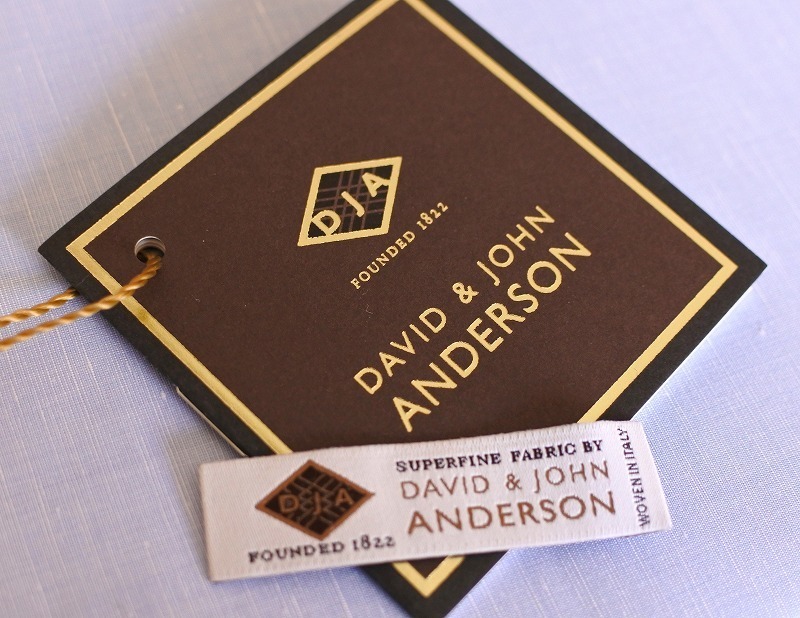 DJA
FOUNDED 1822
DAVID & JOHN
ANDERSON
DJA
FOUNDED 1822
SUPERFINE FABRIC BY
DAVID & JOHN
ANDERSON
WOVEN IN ITALY